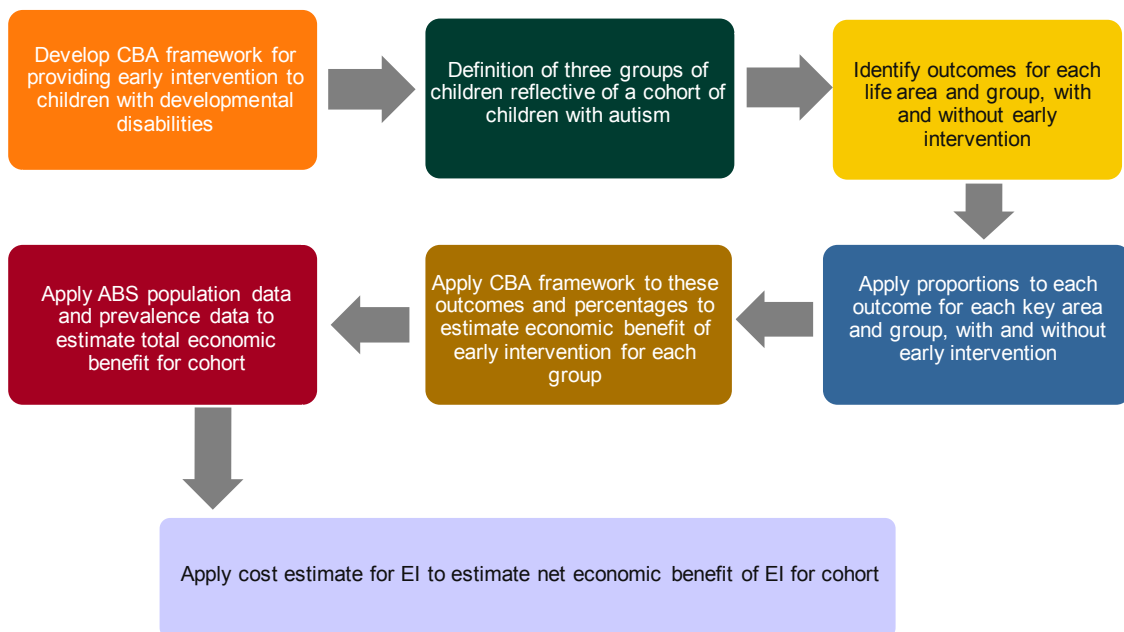 Develop CBA framework for
providing early intervention to
children with developmental
disabilities
Definition of three groups of
children reflective of a cohort of
children with autism
Identify outcomes for each
life area and group, with
and without early
intervention
Apply proportions to each
outcome for each key area
and group, with and without
early intervention
Apply CBA framework to these
outcomes and percentages to
estimate economic benefit of
early intervention for each
group
Apply ABS population data
and prevalence data to
estimate total economic
benefit for cohort
Apply cost estimate for EI to estimate net economic benefit of EI for cohort